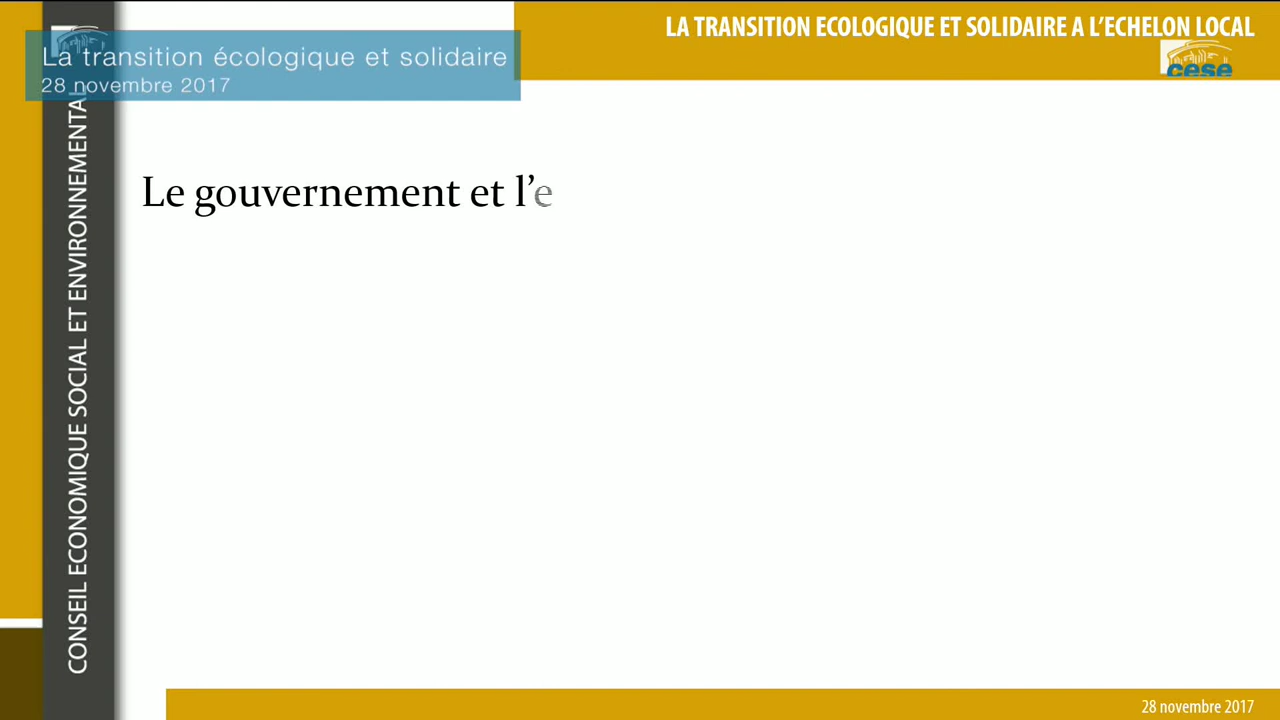 LA TRANSITION ECOLOGIQUE ET SOLIDAIRE A L’ECHELON LOCAL
cese
La transition écologique et solidaire
28 novembre 2017
CONSEIL ECONOMIQUE SOCIAL ET ENVIRONNEMENTAL
Le gouvernement et l’e
28 novembre 2017